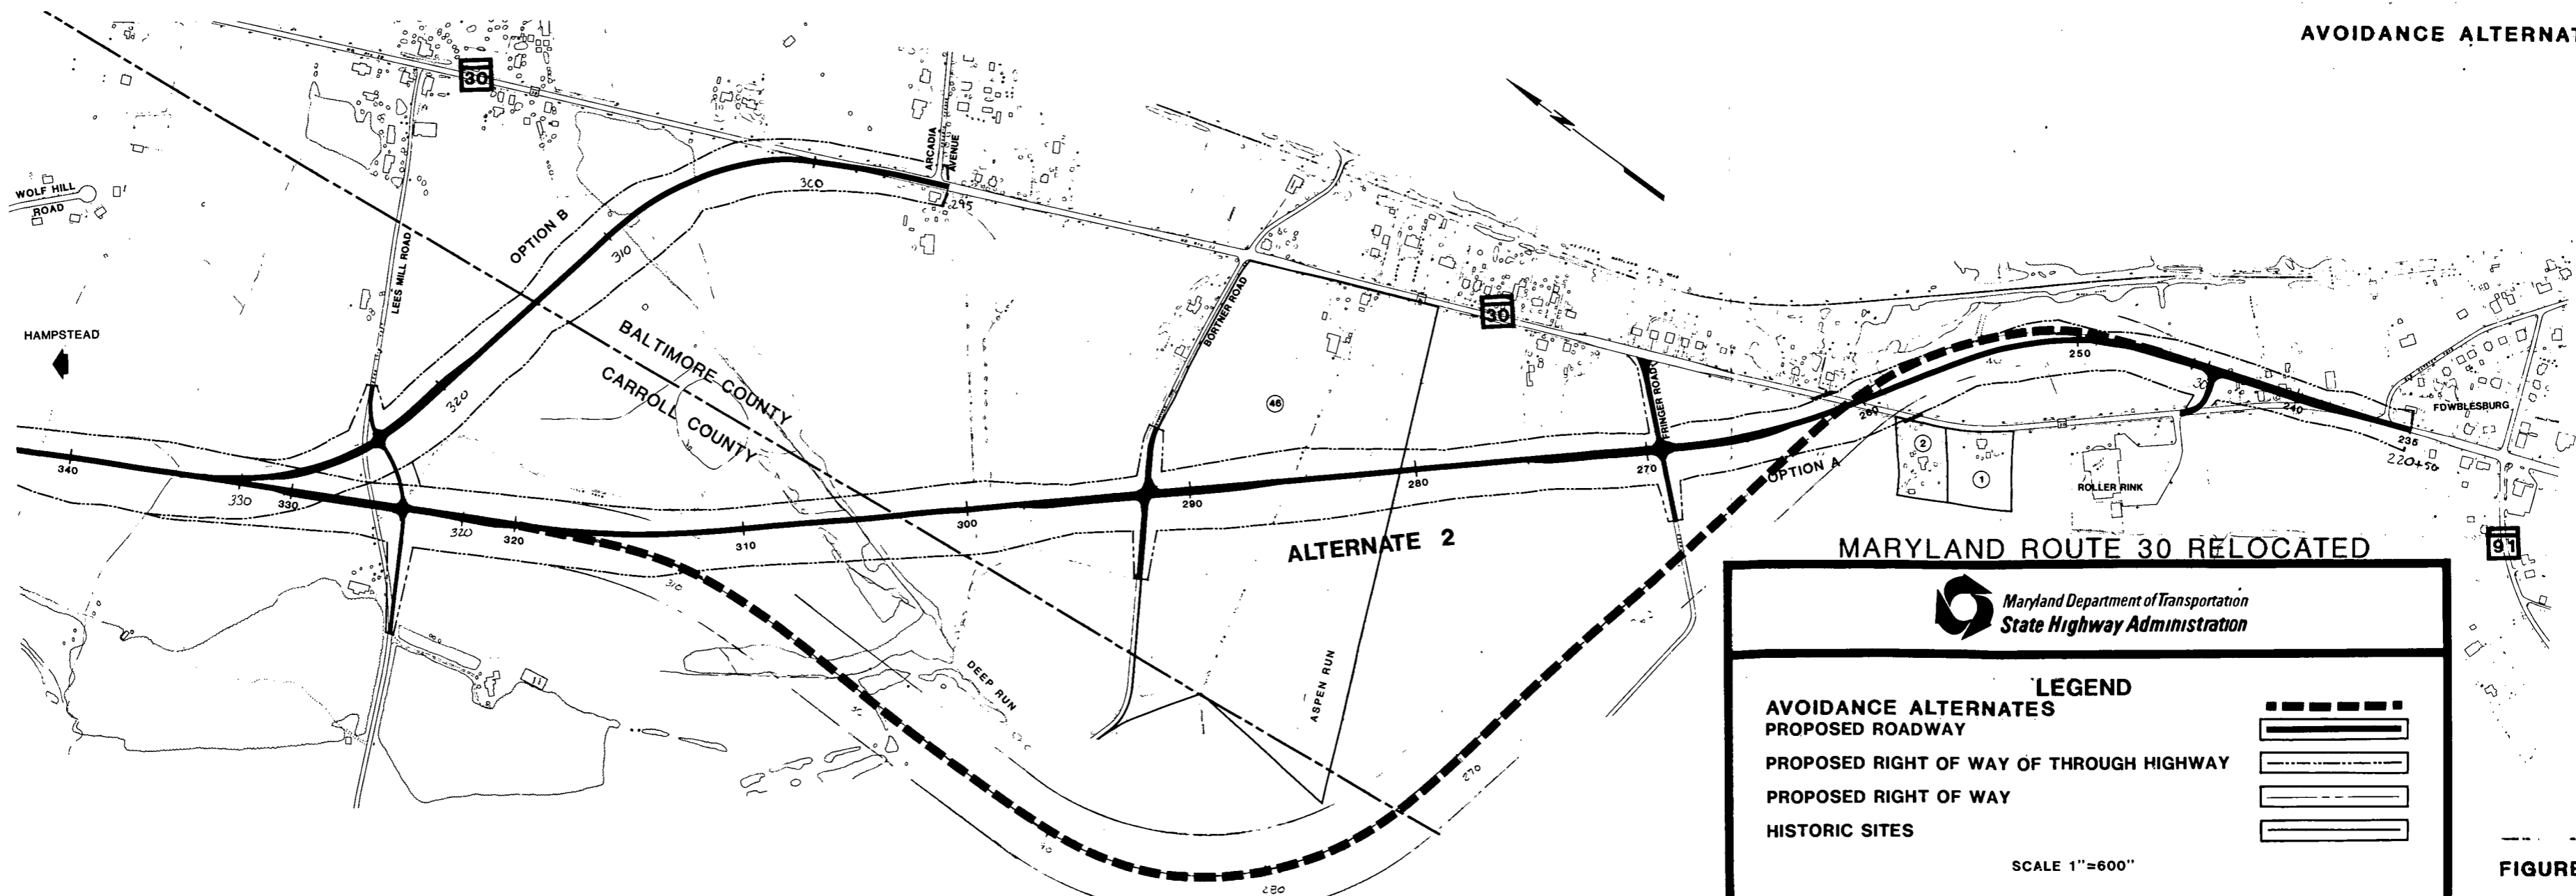 AVOIDANCE ALTERNAT
30
WOLF HILL
ROAD
ARCADIA
AVENUE
300
295
OPTION B
310
LEES MILL ROAD
HAMPSTEAD
320
BALTIMORE COUNTY
CARROLL COUNTY
BORTNER ROAD
30
46
FRINGER ROAD
250
260
240
FOWBLESBURG
235
220+50
2
1
ROLLER RINK
OPTION A
91
340
330
330
320
320
310
300
290
280
270
310
ALTERNATE 2
DEEP RUN
ASPEN RUN
270
280
MARYLAND ROUTE 30 RELOCATED
Maryland Department of Transportation
State Highway Administration
LEGEND
AVOIDANCE ALTERNATES
PROPOSED ROADWAY
PROPOSED RIGHT OF WAY OF THROUGH HIGHWAY
PROPOSED RIGHT OF WAY
HISTORIC SITES
SCALE 1"=600"
FIGURE